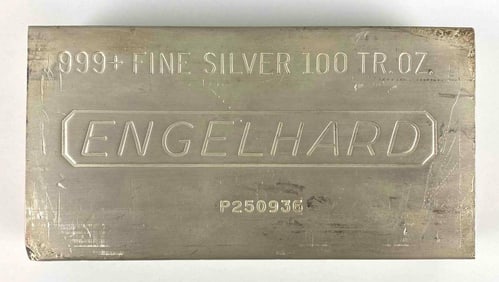 999+ FINE SILVER 100 TR. OZ.
ENGELHARD
P250936